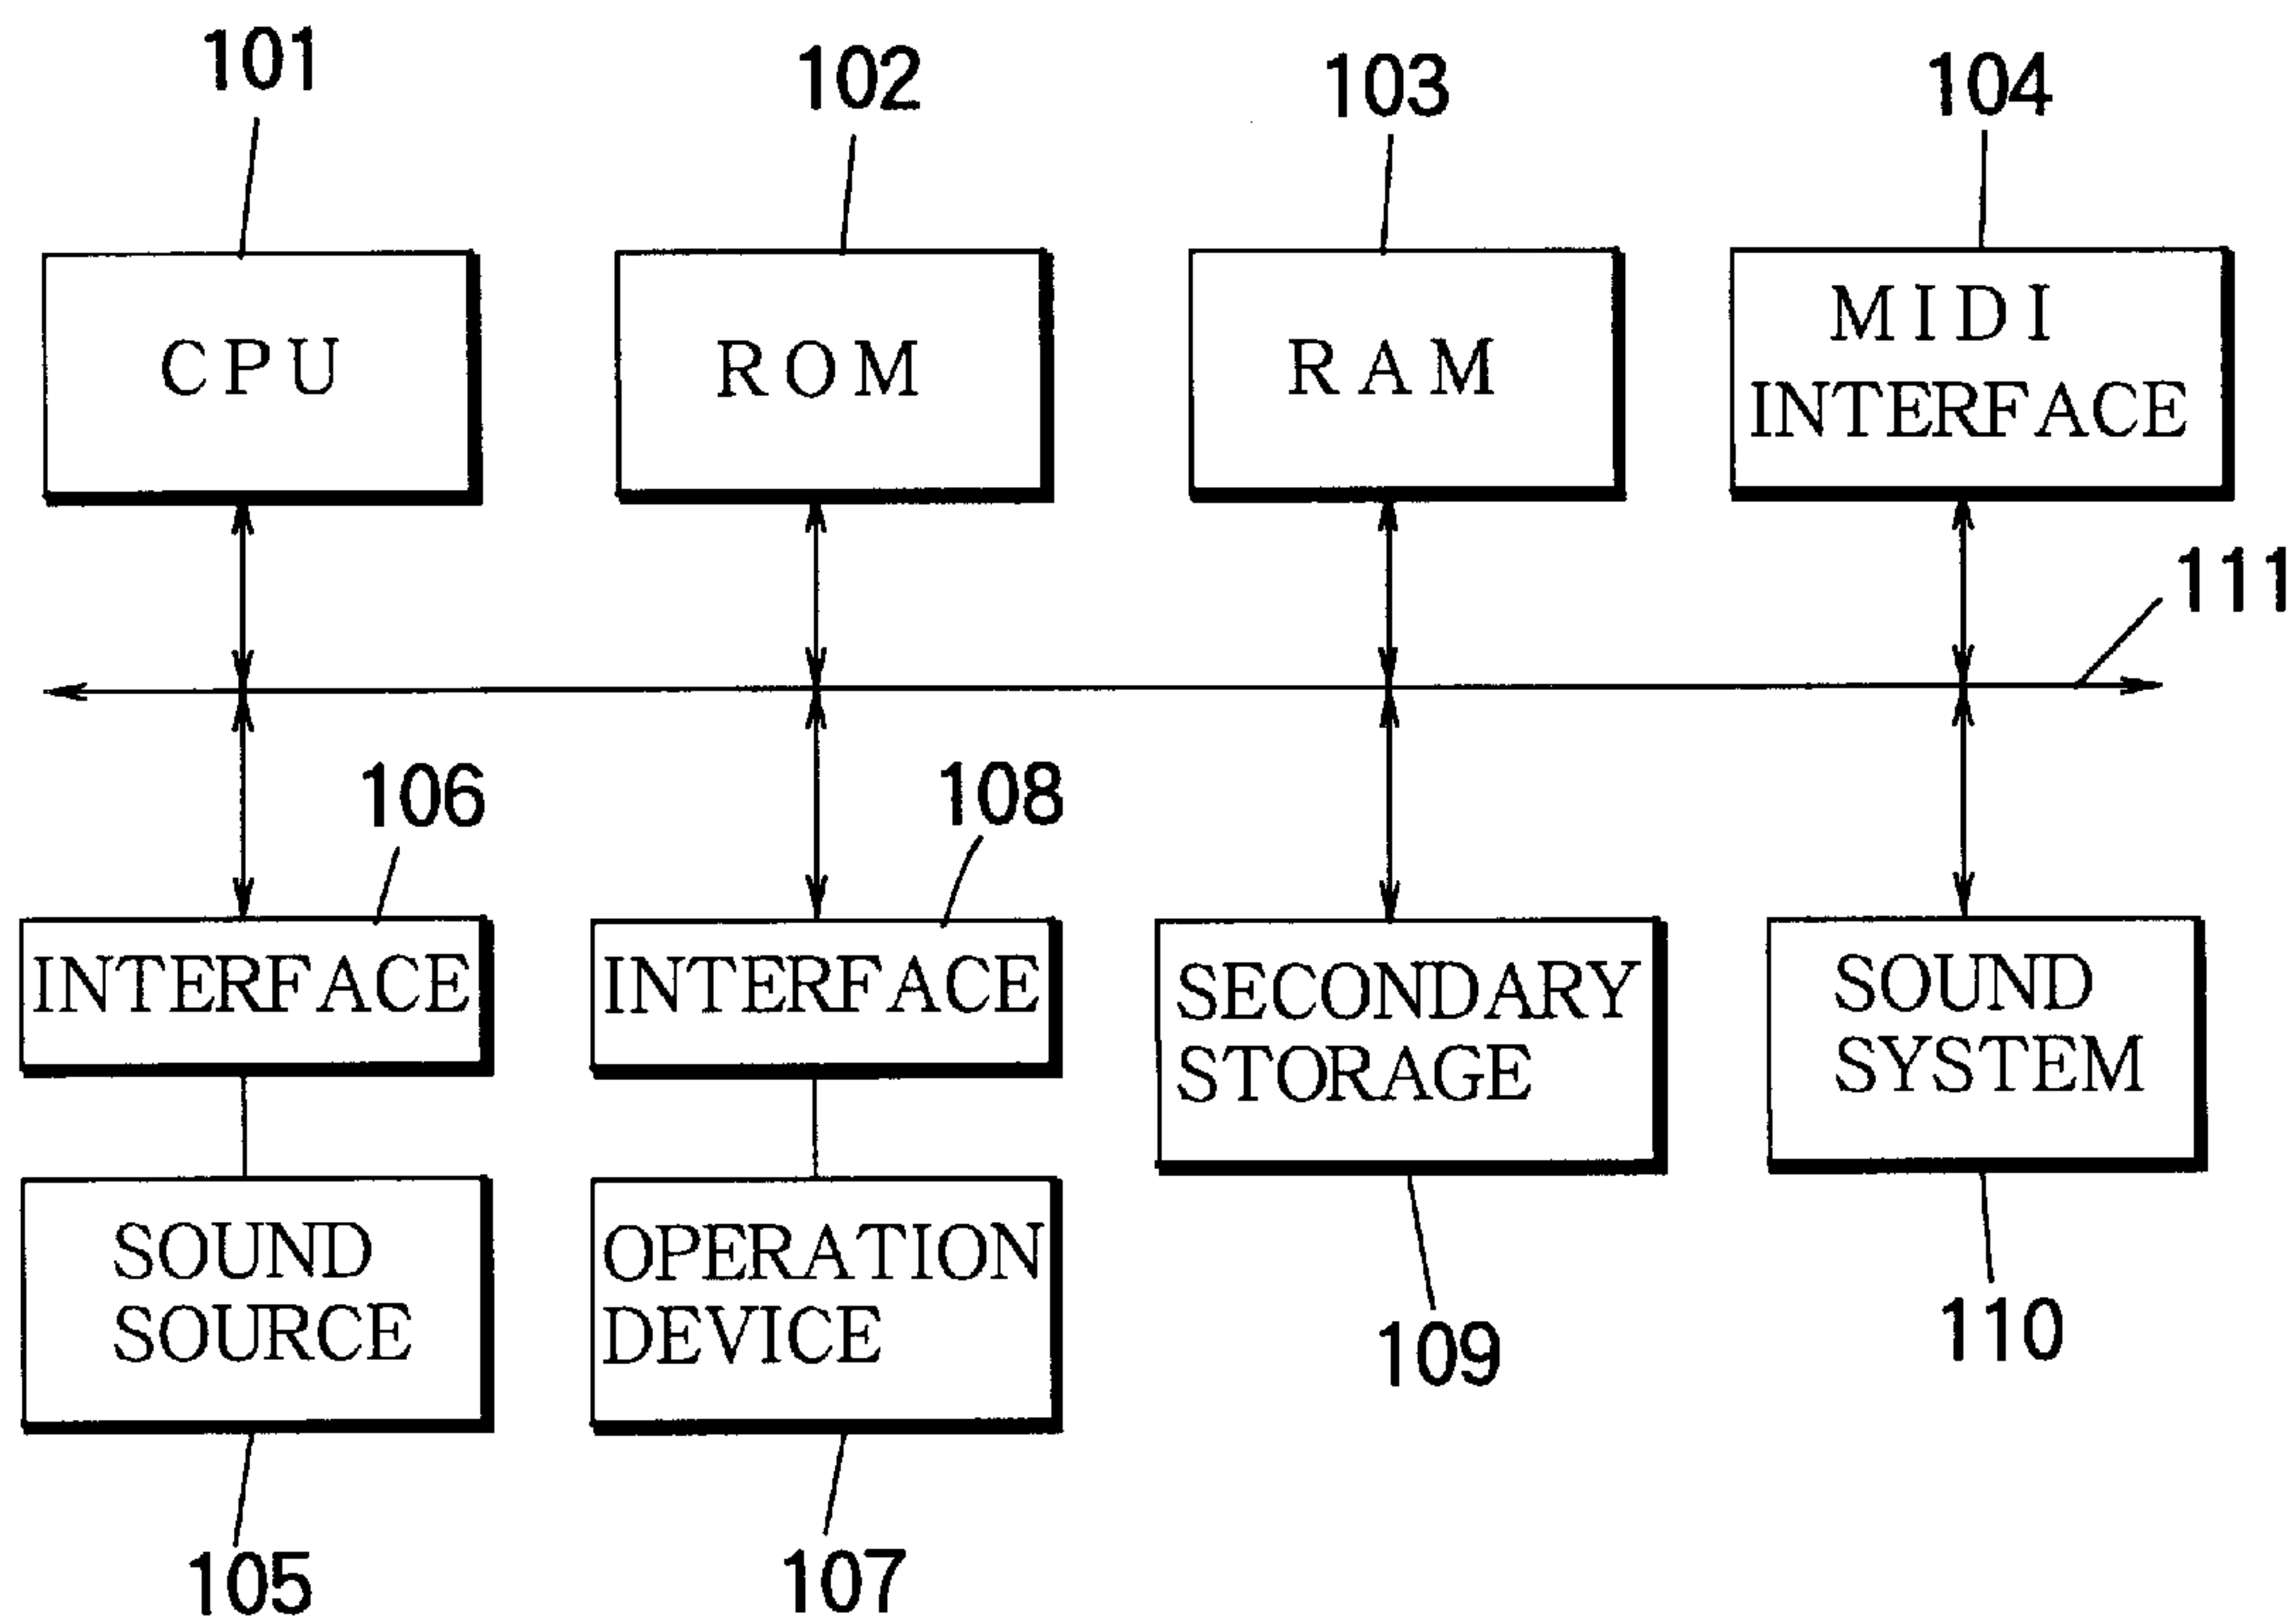 101
102
103
104
CPU
ROM
RAM
MIDI
INTERFACE
111
106
108
INTERFACE
INTERFACE
SECONDARY
STORAGE
SOUND
SYSTEM
SOUND
SOURCE
OPERATION
DEVICE
109
110
105
107